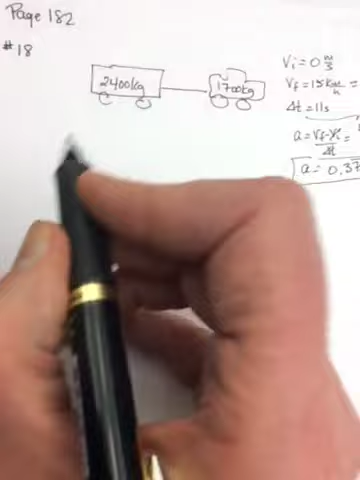 Page 182
#18
2400kg
1700kg
Vi = 0 m/s
Vf = 15 km/h =
Δt = 11s
a = Vf - Vi =
Δt
a = 0.37